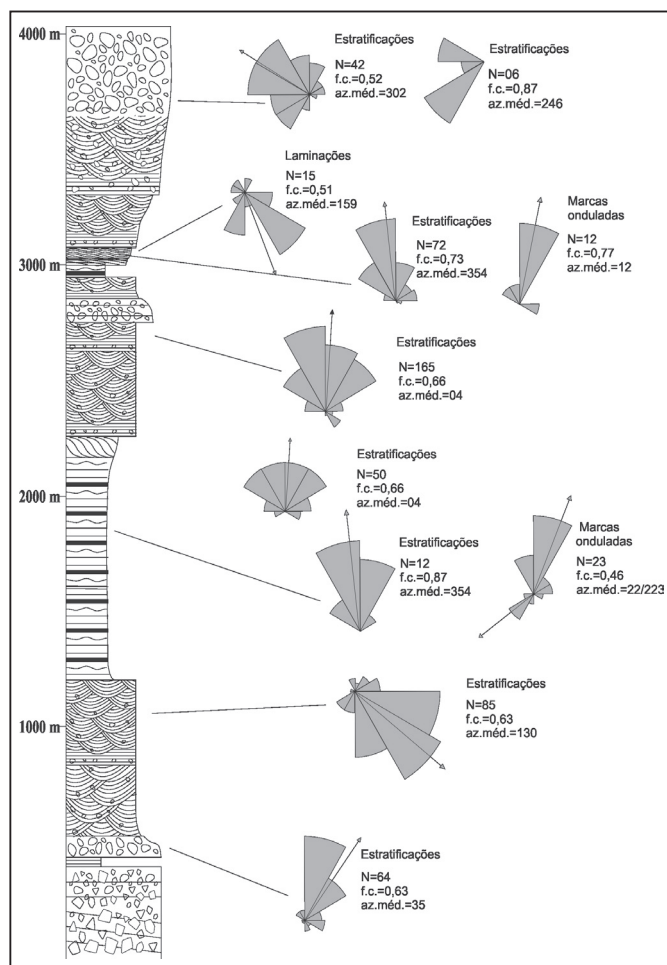 4000 m
Estratificações
N=42
f.c.=0,52
az.méd.=302
Estratificações
N=06
f.c.=0,87
az.méd.=246
Laminações
N=15
f.c.=0,51
az.méd.=159
3000 m
Estratificações
N=72
f.c.=0,73
az.méd.=354
Marcas
onduladas
N=12
f.c.=0,77
az.méd.=12
Estratificações
N=165
f.c.=0,66
az.méd.=04
2000 m
Estratificações
N=50
f.c.=0,66
az.méd.=04
Estratificações
N=12
f.c.=0,87
az.méd.=354
Marcas
onduladas
N=23
f.c.=0,46
az.méd.=22/223
1000 m
Estratificações
N=85
f.c.=0,63
az.méd.=130
Estratificações
N=64
f.c.=0,63
az.méd.=35